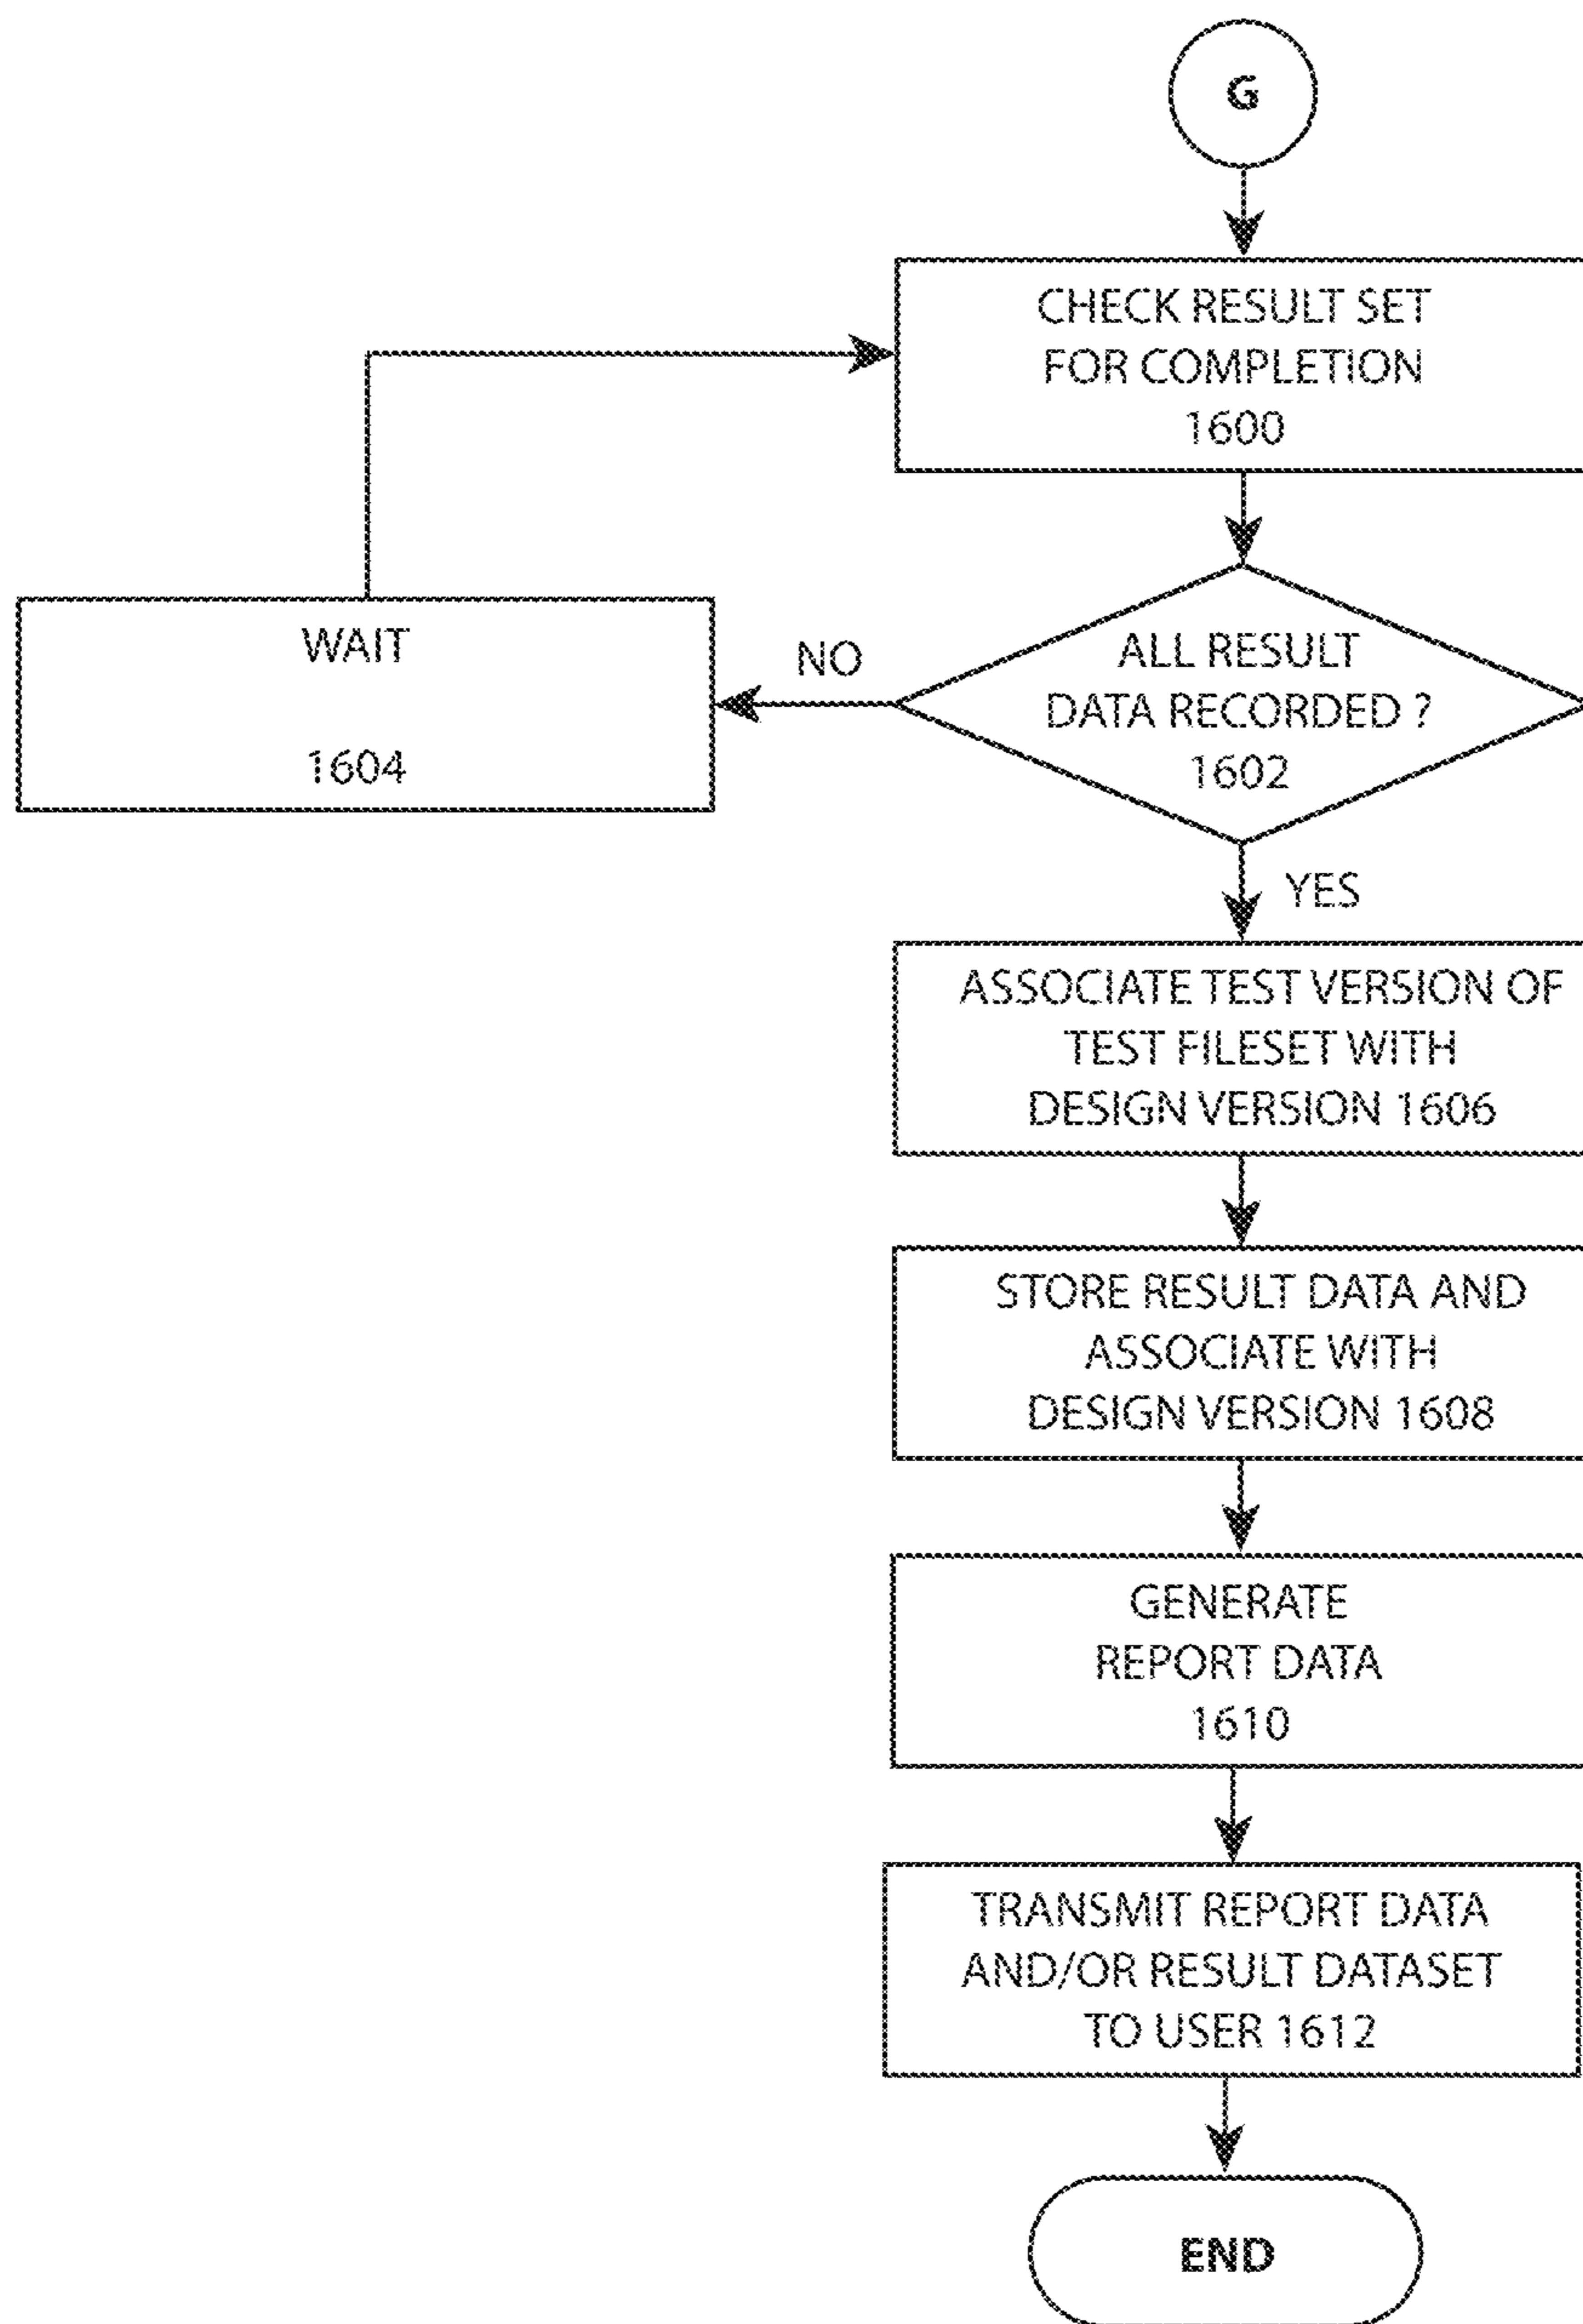 G
CHECK RESULT SET
FOR COMPLETION
1600
ALL RESULT
DATA RECORDED ?
1602
NO
WAIT
1604
YES
ASSOCIATE TEST VERSION OF
TEST FILESET WITH
DESIGN VERSION 1606
STORE RESULT DATA AND
ASSOCIATE WITH
DESIGN VERSION 1608
GENERATE
REPORT DATA
1610
TRANSMIT REPORT DATA
AND/OR RESULT DATASET
TO USER 1612
END